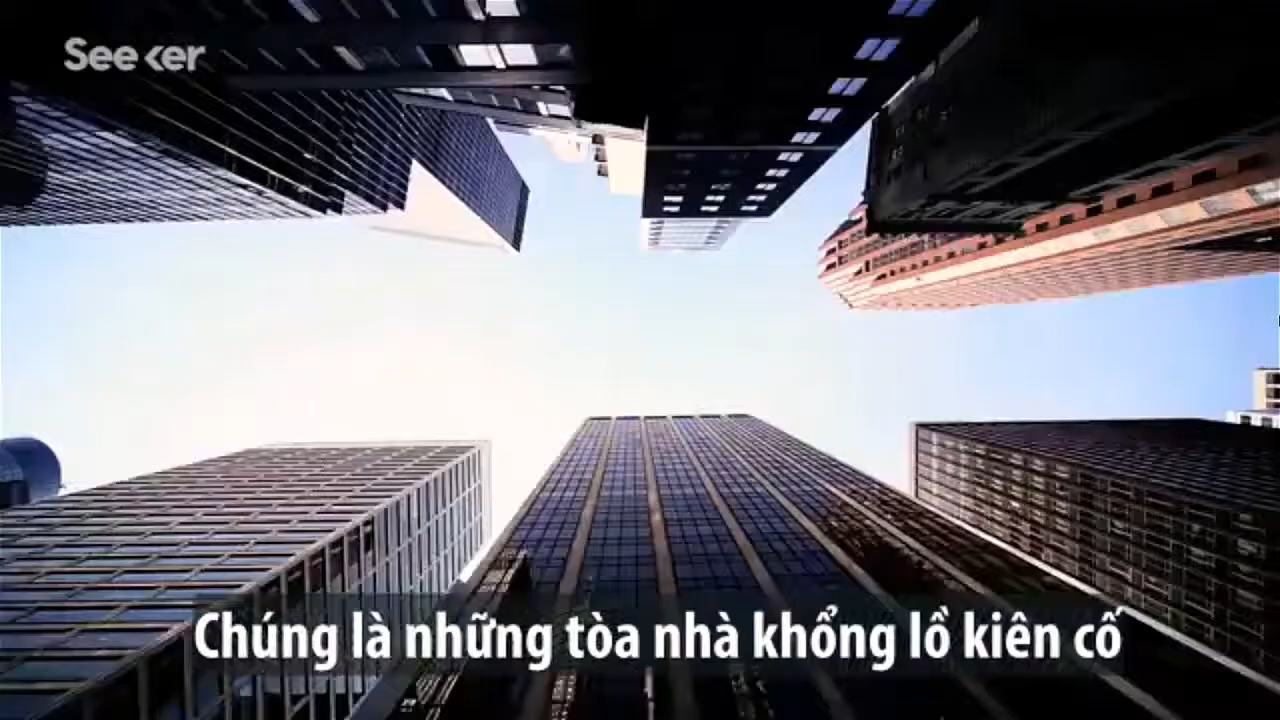 Seeker
Chúng là những tòa nhà khổng lồ kiên cố